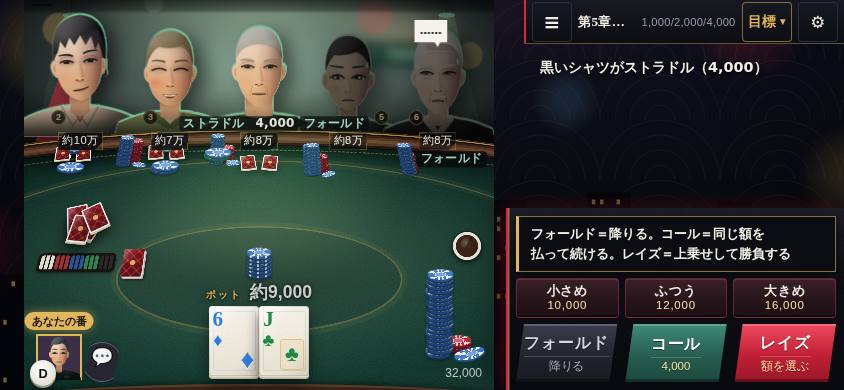 ☰ 第5章… 1,000/2,000/4,000 目標 ▾
黒いシャツがストラドル（4,000）
……
2 3 ストラドル 4,000 フォールド 5 6
約10万 約7万 約8万 約8万 約8万
フォールド
ポット 約9,000
6 J
あなたの番
D
32,000
フォールド＝降りる。コール＝同じ額を
払って続ける。レイズ＝上乗せして勝負する
小さめ ふつう 大きめ
10,000 12,000 16,000
フォールド コール レイズ
降りる 4,000 額を選ぶ